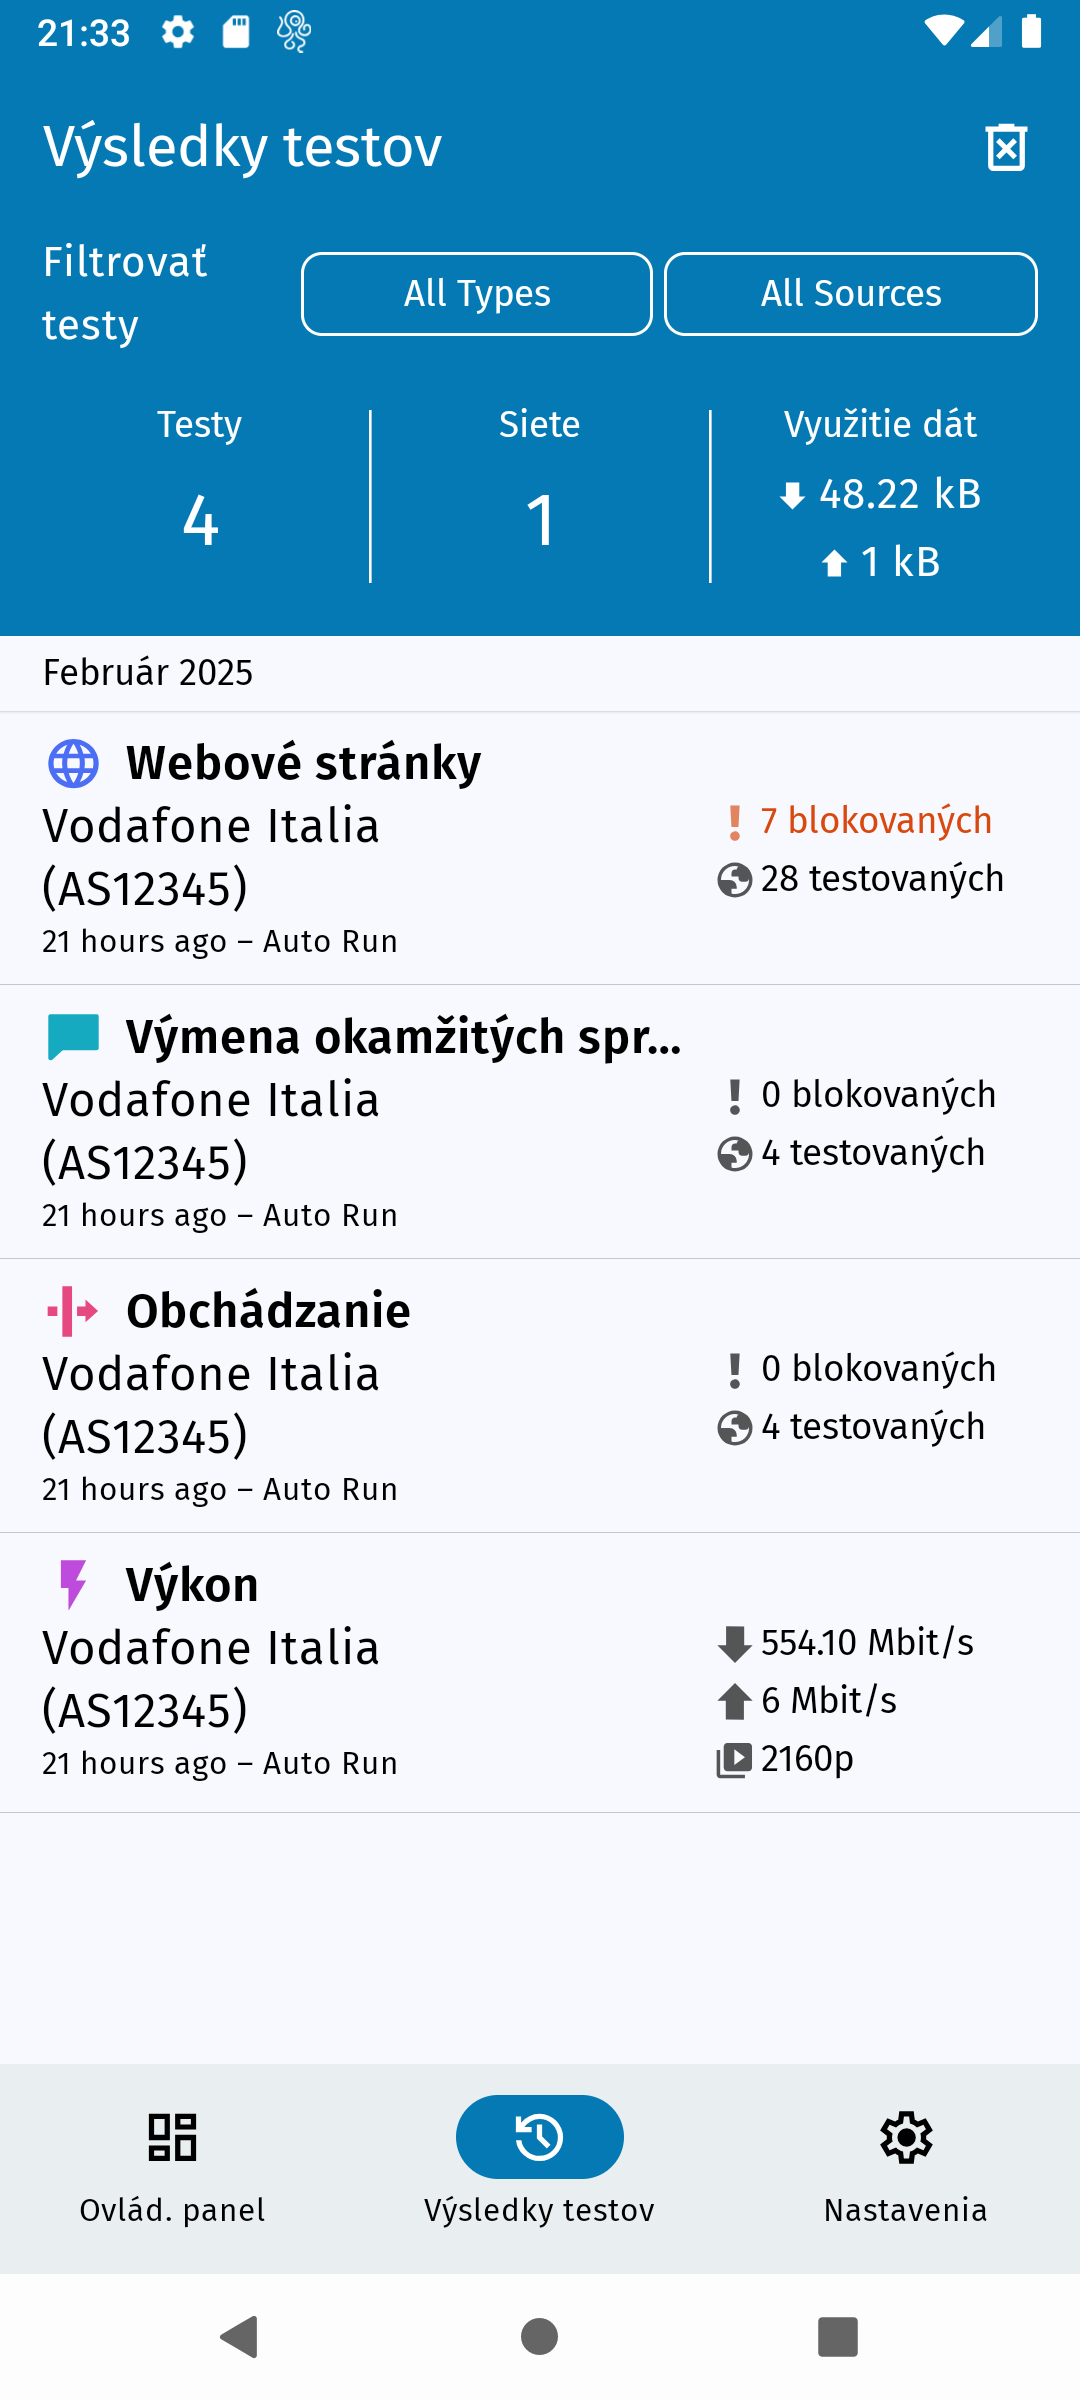 21:33
Výsledky testov
Filtrovať
testy
All Types
All Sources
Testy
4
Siete
1
Využitie dát
48.22 kB
1 kB
Február 2025
Webové stránky
Vodafone Italia
(AS12345)
21 hours ago – Auto Run
7 blokovaných
28 testovaných
Výmena okamžitých spr...
Vodafone Italia
(AS12345)
21 hours ago – Auto Run
0 blokovaných
4 testovaných
Obchádzanie
Vodafone Italia
(AS12345)
21 hours ago – Auto Run
0 blokovaných
4 testovaných
Výkon
Vodafone Italia
(AS12345)
21 hours ago – Auto Run
554.10 Mbit/s
6 Mbit/s
2160p
Ovlád. panel
Výsledky testov
Nastavenia